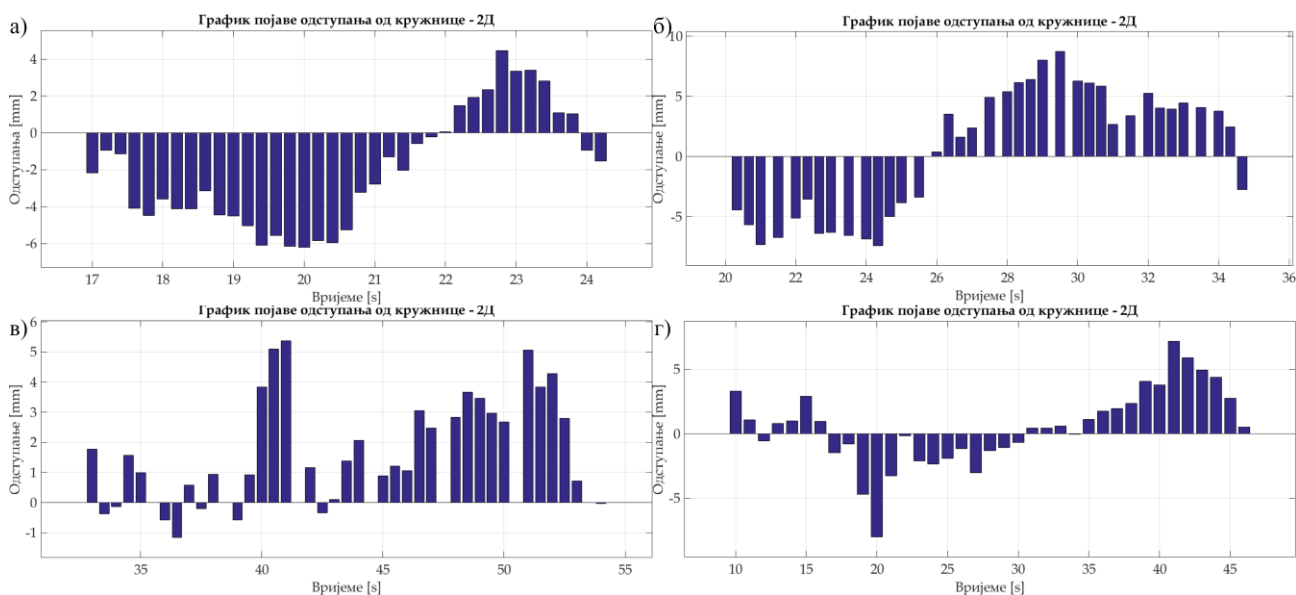 а)
График појаве одступања од кружнице - 2Д
Одступања [mm]
4
2
0
-2
-4
-6
17 18 19 20 21 22 23 24
Вријеме [s]
б)
График појаве одступања од кружнице - 2Д
Одступање [mm]
10
5
0
-5
20 22 24 26 28 30 32 34 36
Вријеме [s]
в)
График појаве одступања од кружнице - 2Д
Одступање [mm]
6
5
4
3
2
1
0
-1
35 40 45 50 55
Вријеме [s]
г)
График појаве одступања од кружнице - 2Д
Одступање [mm]
5
0
-5
10 15 20 25 30 35 40 45
Вријеме [s]